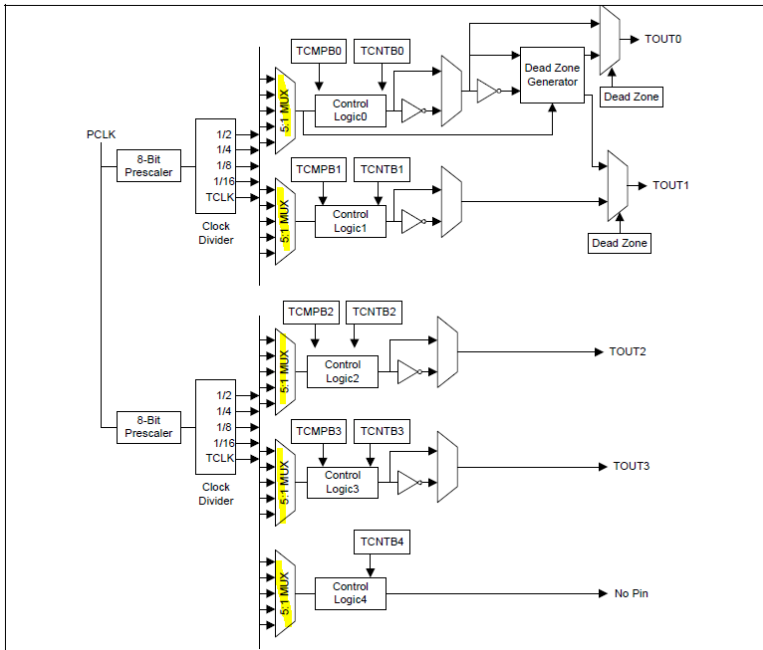 TCMPB0
TCNTB0
TOUT0
5:1 MUX
Control
Logic0
Dead Zone
Generator
Dead Zone
PCLK
8-Bit
Prescaler
1/2
1/4
1/8
1/16
TCLK
Clock
Divider
TCMPB1
TCNTB1
5:1 MUX
Control
Logic1
TOUT1
Dead Zone
TCMPB2
TCNTB2
5:1 MUX
Control
Logic2
TOUT2
8-Bit
Prescaler
1/2
1/4
1/8
1/16
TCLK
Clock
Divider
TCMPB3
TCNTB3
5:1 MUX
Control
Logic3
TOUT3
TCNTB4
5:1 MUX
Control
Logic4
No Pin